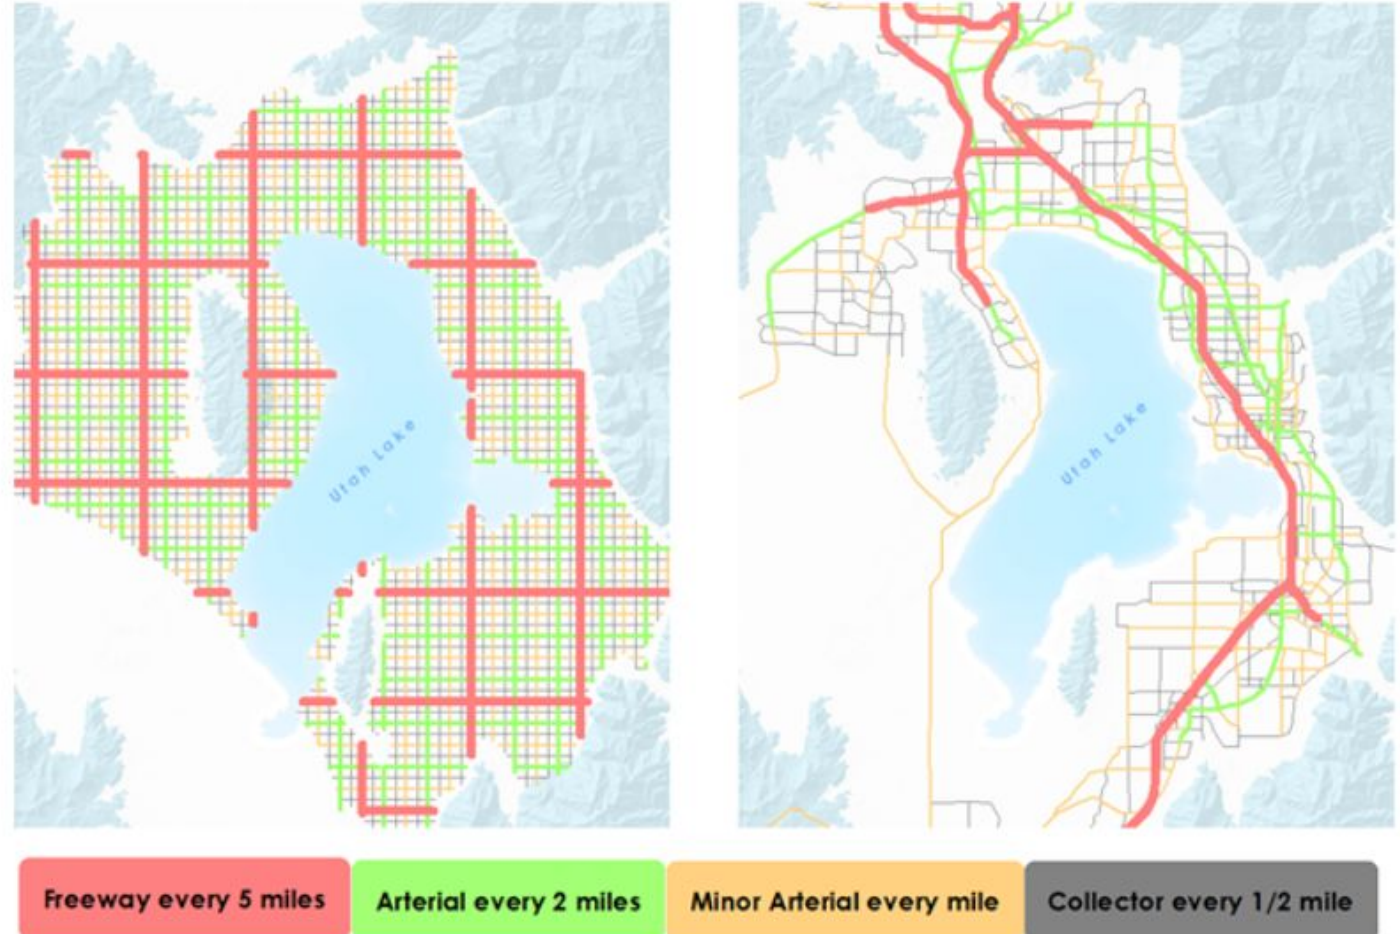 Utah Lake
Utah Lake
Freeway every 5 miles
Arterial every 2 miles
Minor Arterial every mile
Collector every 1/2 mile